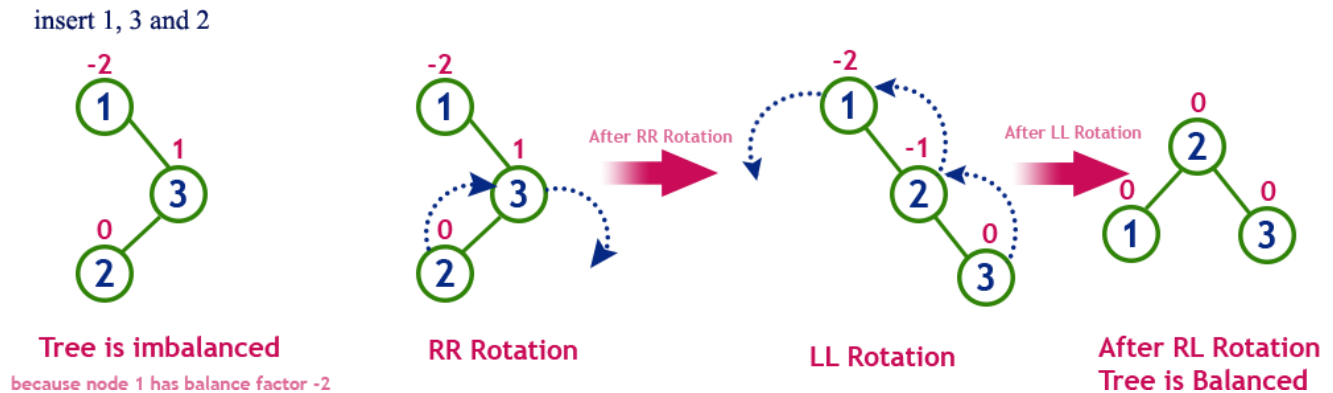 insert 1, 3 and 2
-2
1
1
3
0
2
Tree is imbalanced
because node 1 has balance factor -2
-2
1
1
3
0
2
RR Rotation
After RR Rotation
-2
1
-1
2
0
3
LL Rotation
After LL Rotation
0
2
0
1
0
3
After RL Rotation
Tree is Balanced